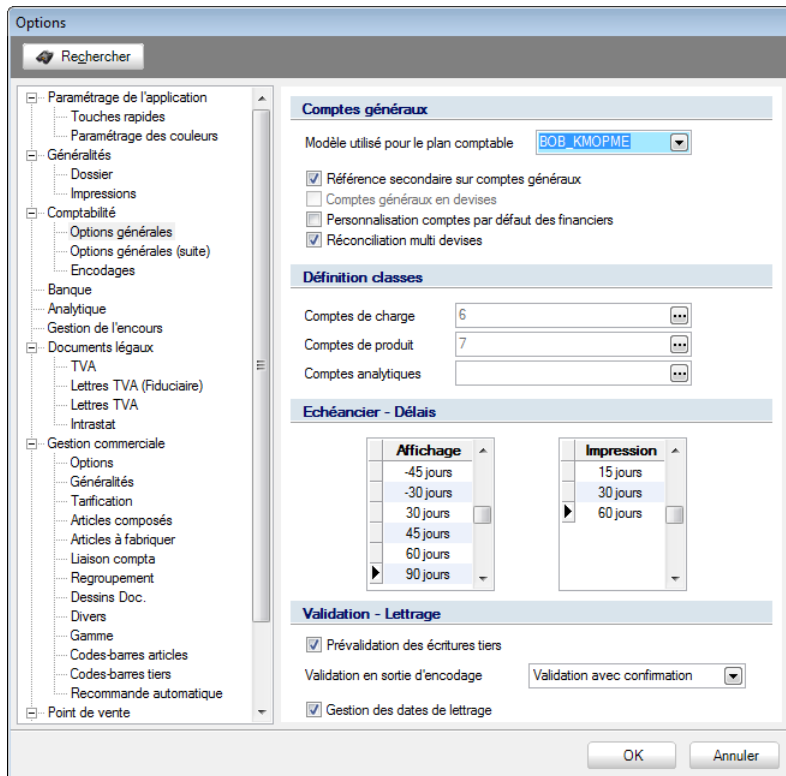 Options
Rechercher
Paramétrage de l'application
Touches rapides
Paramétrage des couleurs
Généralités
Dossier
Impressions
Comptabilité
Options générales
Options générales (suite)
Encodages
Banque
Analytique
Gestion de l'encours
Documents légaux
TVA
Lettres TVA (Fiduciaire)
Lettres TVA
Intrastat
Gestion commerciale
Options
Généralités
Tarification
Articles composés
Articles à fabriquer
Liaison compta
Regroupement
Dessins Doc.
Divers
Gamme
Codes-barres articles
Codes-barres tiers
Recommande automatique
Point de vente
Comptes généraux
Modèle utilisé pour le plan comptable BOB_KMOPME
Référence secondaire sur comptes généraux
Comptes généraux en devises
Personnalisation comptes par défaut des financiers
Réconciliation multi devises
Définition classes
Comptes de charge 6
Comptes de produit 7
Comptes analytiques
Echéancier - Délais
Affichage
-45 jours
-30 jours
30 jours
45 jours
60 jours
90 jours
Impression
15 jours
30 jours
60 jours
Validation - Lettrage
Prévalidation des écritures tiers
Validation en sortie d'encodage Validation avec confirmation
Gestion des dates de lettrage
OK Annuler